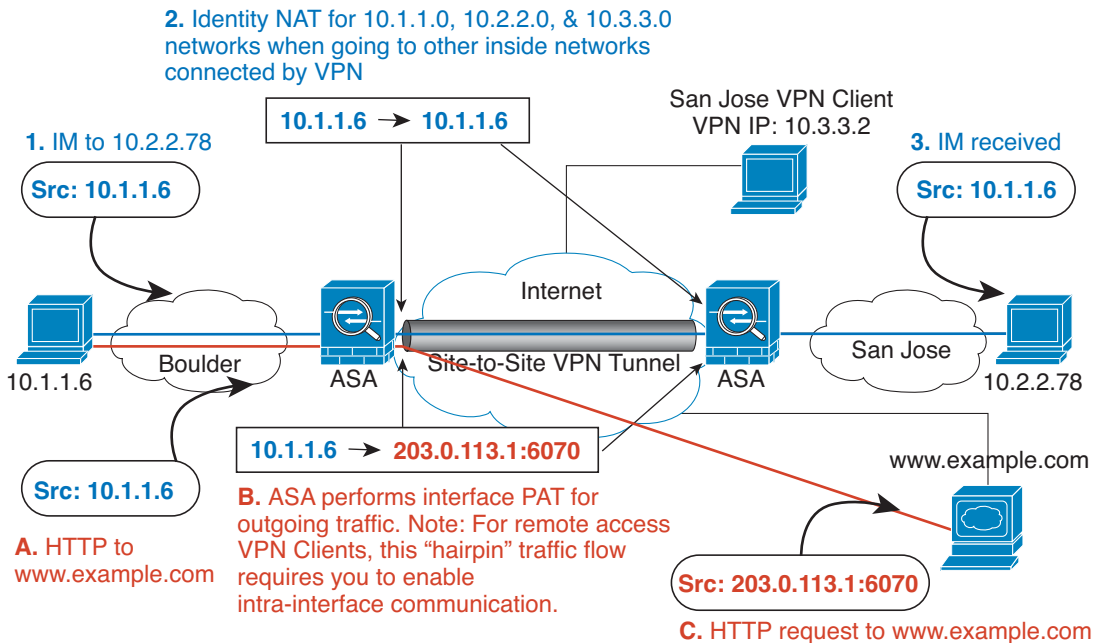 2. Identity NAT for 10.1.1.0, 10.2.2.0, & 10.3.3.0
networks when going to other inside networks
connected by VPN
San Jose VPN Client
VPN IP: 10.3.3.2
10.1.1.6 → 10.1.1.6
1. IM to 10.2.2.78
3. IM received
Src: 10.1.1.6
Src: 10.1.1.6
Internet
Boulder
Site-to-Site VPN Tunnel
San Jose
10.1.1.6
ASA
ASA
10.2.2.78
10.1.1.6 → 203.0.113.1:6070
www.example.com
Src: 10.1.1.6
B. ASA performs interface PAT for
outgoing traffic. Note: For remote access
VPN Clients, this “hairpin” traffic flow
requires you to enable
intra-interface communication.
A. HTTP to
www.example.com
Src: 203.0.113.1:6070
C. HTTP request to www.example.com